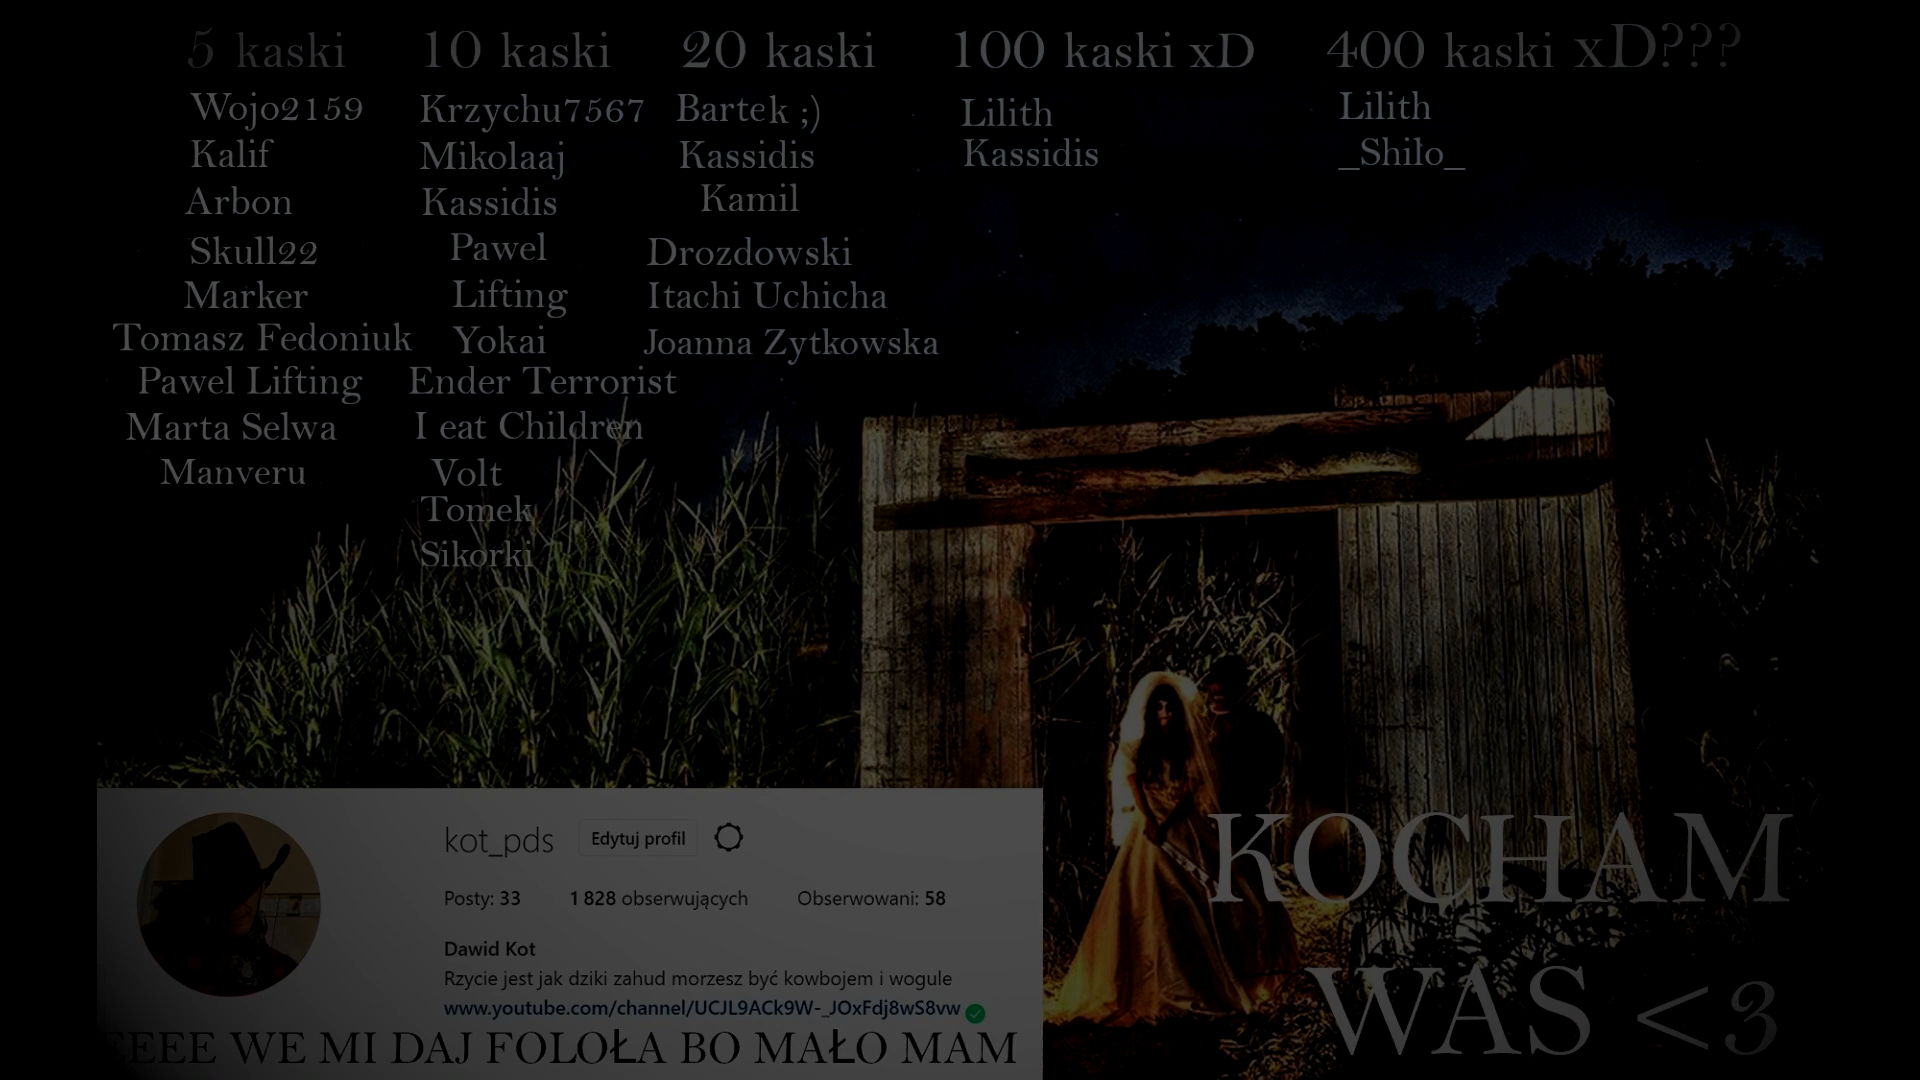 5 kaski
Wojo2159
Kalif
Arbon
Skull22
Marker
Tomasz Fedoniuk
Pawel Lifting
Marta Selwa
Manveru
10 kaski
Krzychu7567
Mikolaaj
Kassidis
Pawel
Lifting
Yokai
Ender Terrorist
I eat Children
Volt
Tomek
Sikorki
20 kaski
Bartek ;)
Kassidis
Kamil
Drozdowski
Itachi Uchicha
Joanna Zytkowska
100 kaski xD
Lilith
Kassidis
400 kaski xD???
Lilith
_Shiło_
kot_pds Edytuj profil
Posty: 33 1 828 obserwujących Obserwowani: 58
Dawid Kot
Rzycie jest jak dziki zahud morzesz być kowbojem i wogule
www.youtube.com/channel/UCJL9ACk9W-_JOxFdj8wS8vw
EEEE WE MI DAJ FOLOŁA BO MAŁO MAM
KOCHAM
WAS <3